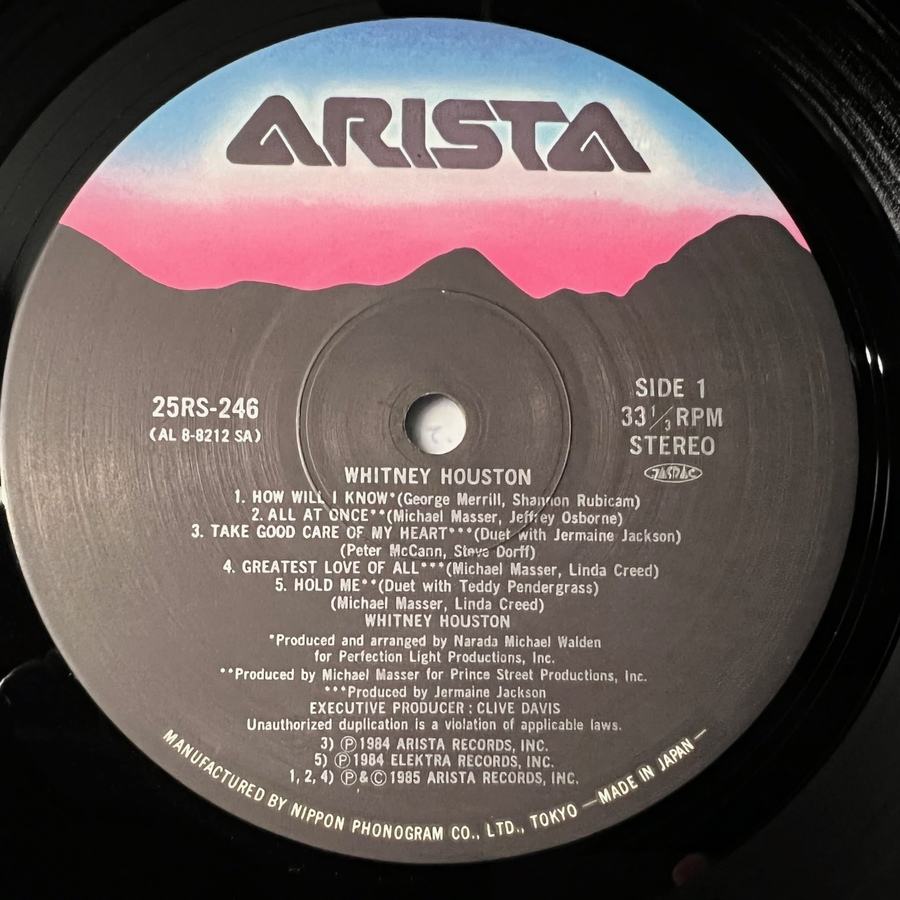 ARISTA
25RS-246
(AL 8-8212 SA)
SIDE 1
33 1/3 RPM
STEREO
JASRAC
WHITNEY HOUSTON
1. HOW WILL I KNOW*(George Merrill, Shannon Rubicam)
2. ALL AT ONCE**(Michael Masser, Jeffrey Osborne)
3. TAKE GOOD CARE OF MY HEART***(Duet with Jermaine Jackson)
(Peter McCann, Steve Dorff)
4. GREATEST LOVE OF ALL***(Michael Masser, Linda Creed)
5. HOLD ME**(Duet with Teddy Pendergrass)
(Michael Masser, Linda Creed)
WHITNEY HOUSTON
*Produced and arranged by Narada Michael Walden
for Perfection Light Productions, Inc.
**Produced by Michael Masser for Prince Street Productions, Inc.
***Produced by Jermaine Jackson
EXECUTIVE PRODUCER : CLIVE DAVIS
Unauthorized duplication is a violation of applicable laws.
3) Ⓟ 1984 ARISTA RECORDS, INC.
5) Ⓟ 1984 ELEKTRA RECORDS, INC.
1, 2, 4) Ⓟ & Ⓒ 1985 ARISTA RECORDS, INC.
MANUFACTURED BY NIPPON PHONOGRAM CO., LTD., TOKYO —MADE IN JAPAN—